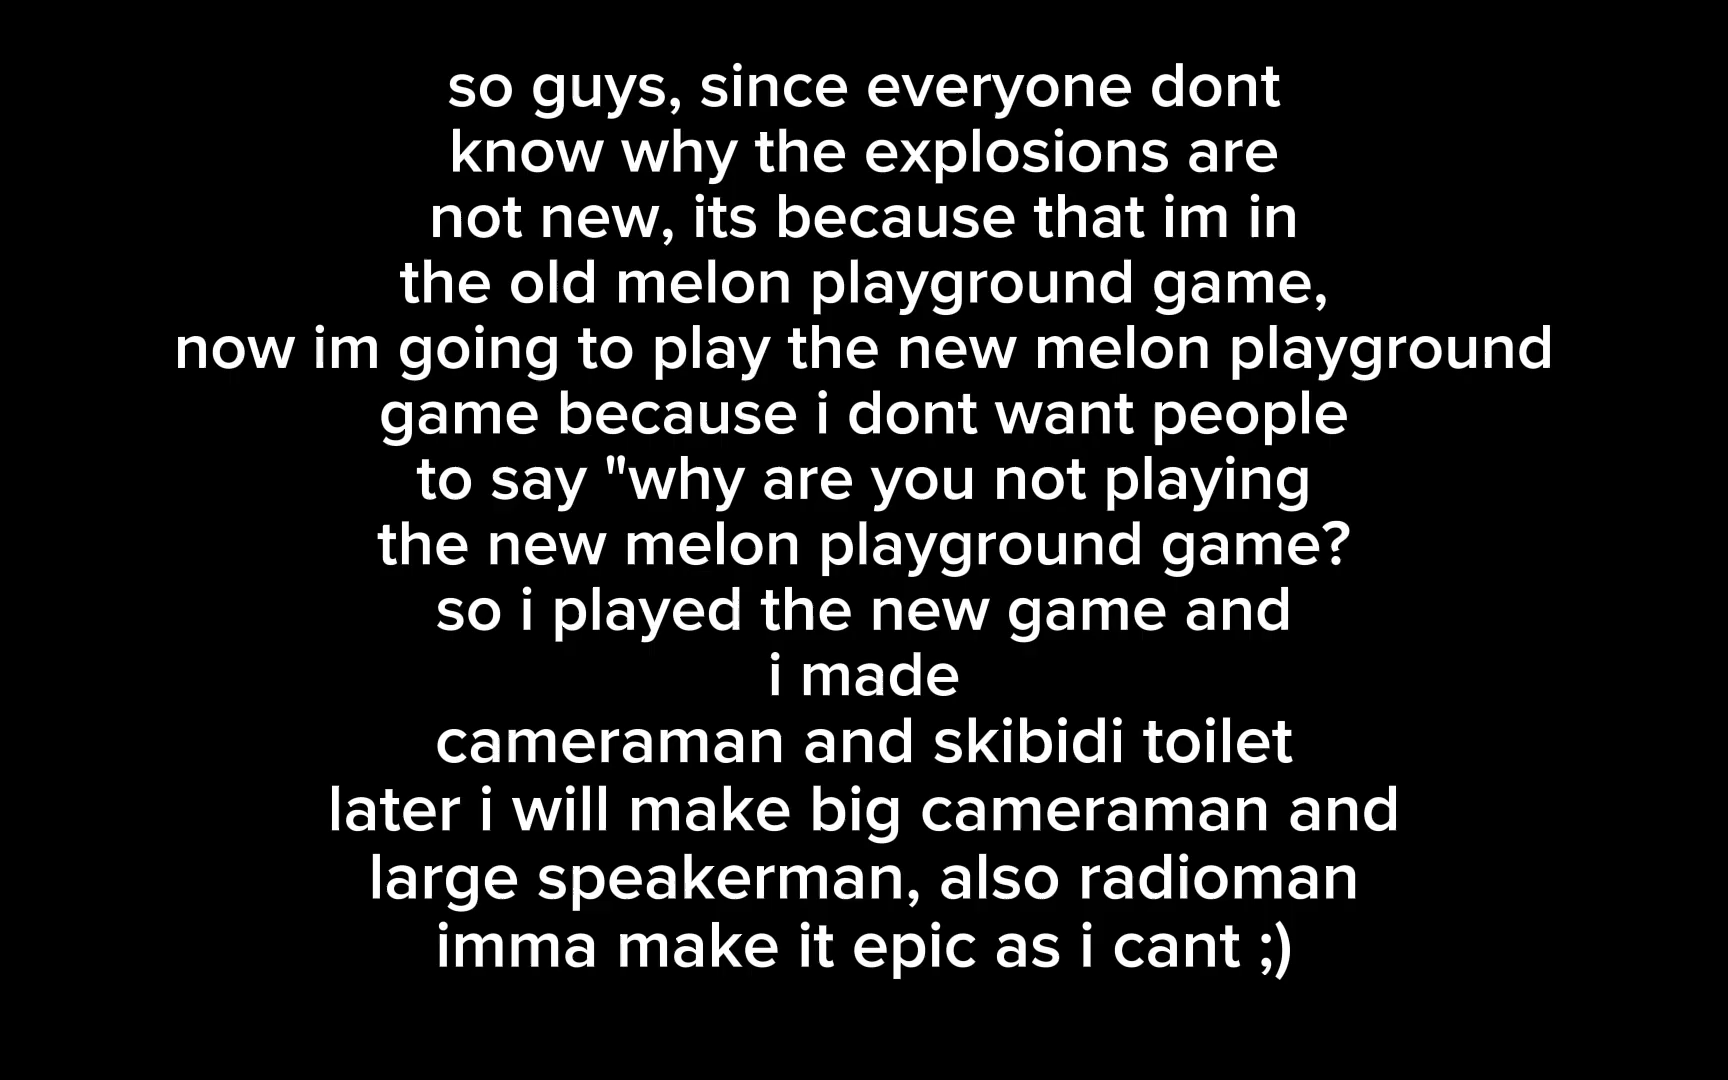 so guys, since everyone dont
know why the explosions are
not new, its because that im in
the old melon playground game,
now im going to play the new melon playground
game because i dont want people
to say "why are you not playing
the new melon playground game?
so i played the new game and
i made
cameraman and skibidi toilet
later i will make big cameraman and
large speakerman, also radioman
imma make it epic as i cant ;)